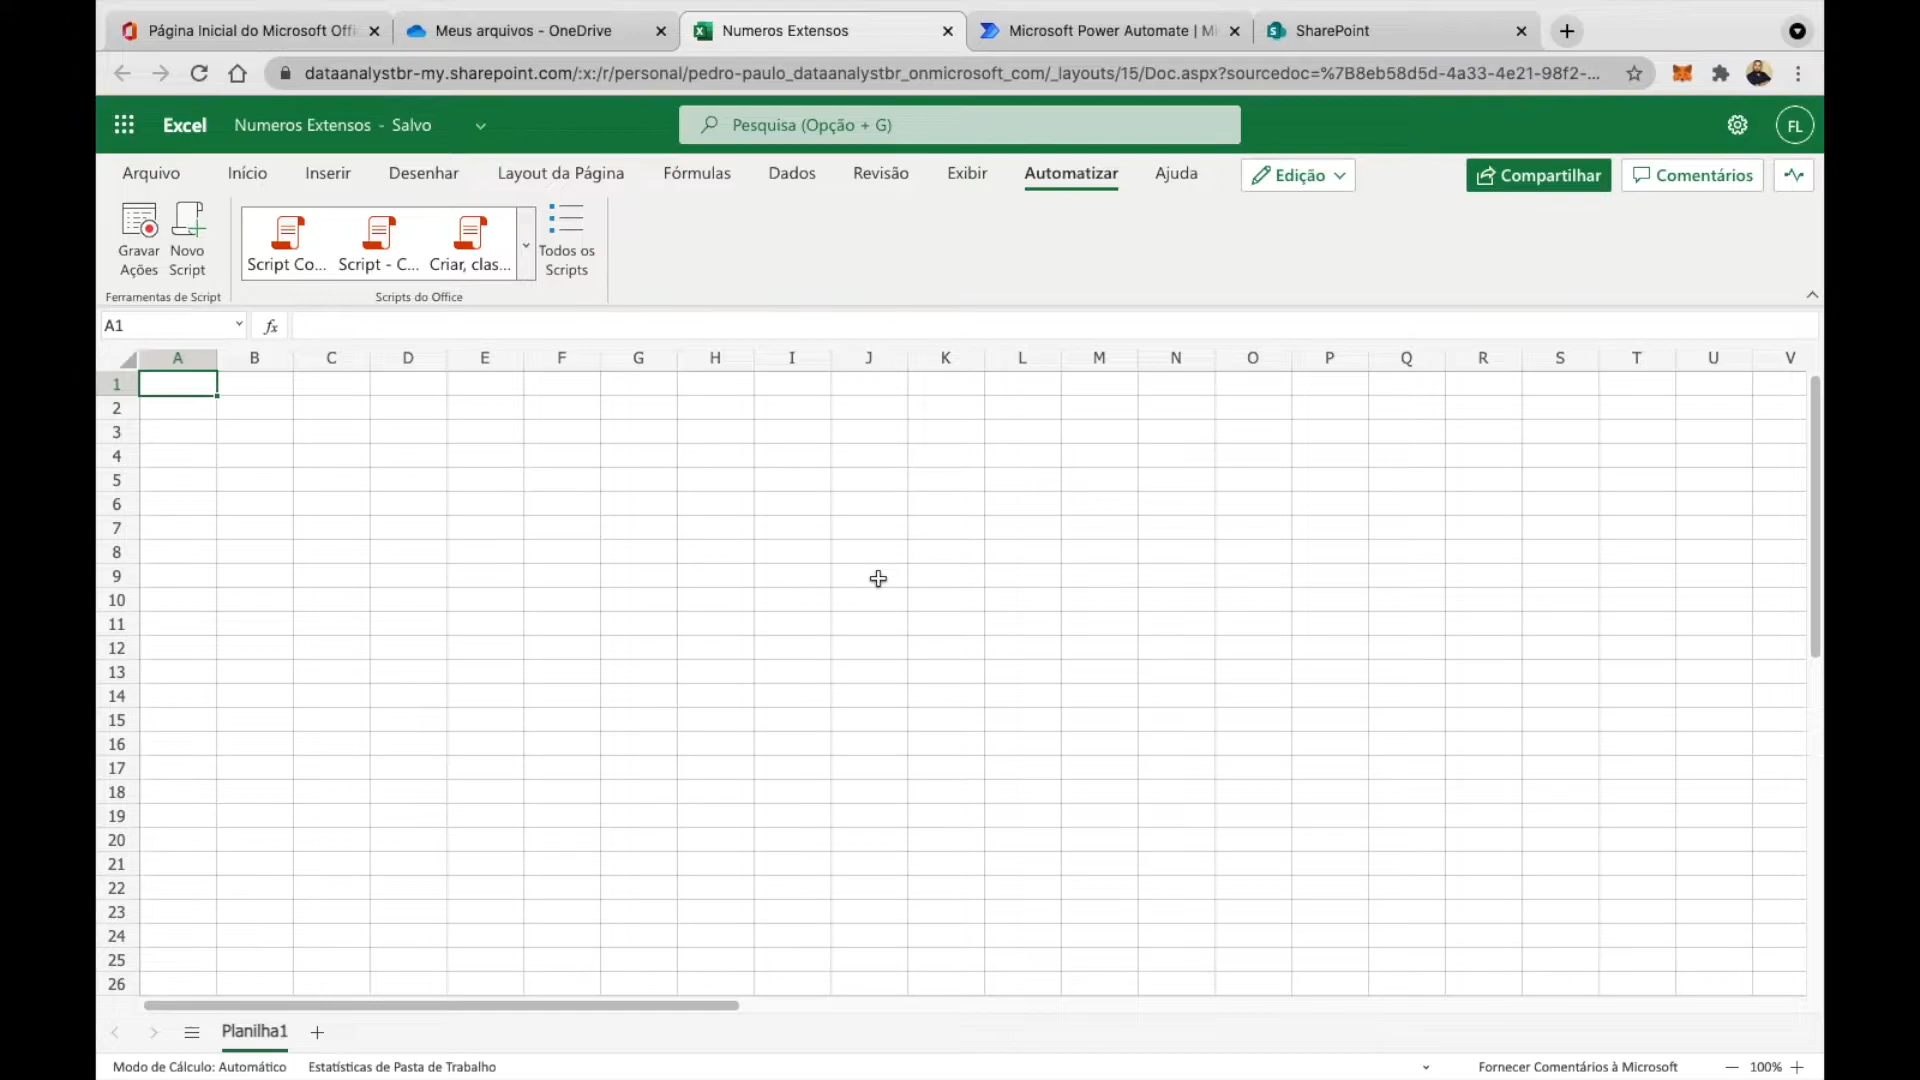 Página Inicial do Microsoft Offi
Meus arquivos - OneDrive
Numeros Extensos
Microsoft Power Automate | Mi
SharePoint
dataanalystbr-my.sharepoint.com/:x:/r/personal/pedro-paulo_dataanalystbr_onmicrosoft_com/_layouts/15/Doc.aspx?sourcedoc=%7B8eb58d5d-4a33-4e21-98f2-...
Excel
Numeros Extensos - Salvo
Pesquisa (Opção + G)
FL
Arquivo
Início
Inserir
Desenhar
Layout da Página
Fórmulas
Dados
Revisão
Exibir
Automatizar
Ajuda
Edição
Compartilhar
Comentários
Gravar Ações
Novo Script
Script Co...
Script - C...
Criar, clas...
Todos os Scripts
Ferramentas de Script
Scripts do Office
A1
fx
A B C D E F G H I J K L M N O P Q R S T U V
1
2
3
4
5
6
7
8
9
10
11
12
13
14
15
16
17
18
19
20
21
22
23
24
25
26
Planilha1
Modo de Cálculo: Automático
Estatísticas de Pasta de Trabalho
Fornecer Comentários à Microsoft
100%